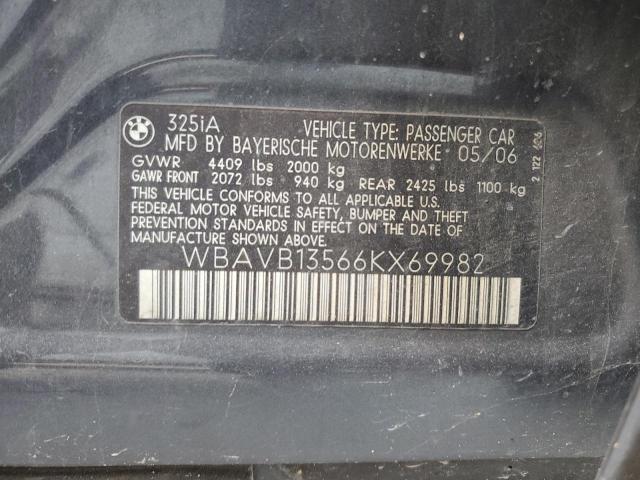 325iA VEHICLE TYPE: PASSENGER CAR
MFD BY BAYERISCHE MOTORENWERKE 05/06
GVWR 4409 lbs 2000 kg
GAWR FRONT 2072 lbs 940 kg REAR 2425 lbs 1100 kg
THIS VEHICLE CONFORMS TO ALL APPLICABLE U.S.
FEDERAL MOTOR VEHICLE SAFETY, BUMPER AND THEFT
PREVENTION STANDARDS IN EFFECT ON THE
DATE OF MANUFACTURE
WBAVB13566KX69982
2 122